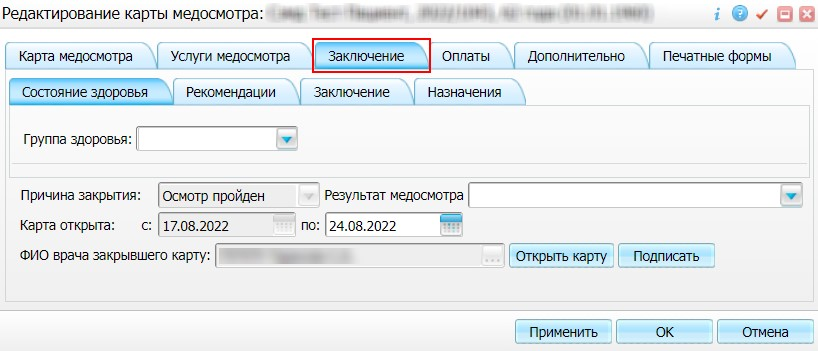 Редактирование карты медосмотра:
Карта медосмотра Услуги медосмотра Заключение Оплаты Дополнительно Печатные формы
Состояние здоровья Рекомендации Заключение Назначения
Группа здоровья:
Причина закрытия: Осмотр пройден Результат медосмотра
Карта открыта: с: 17.08.2022 по: 24.08.2022
ФИО врача закрывшего карту: ... Открыть карту Подписать
Применить OK Отмена